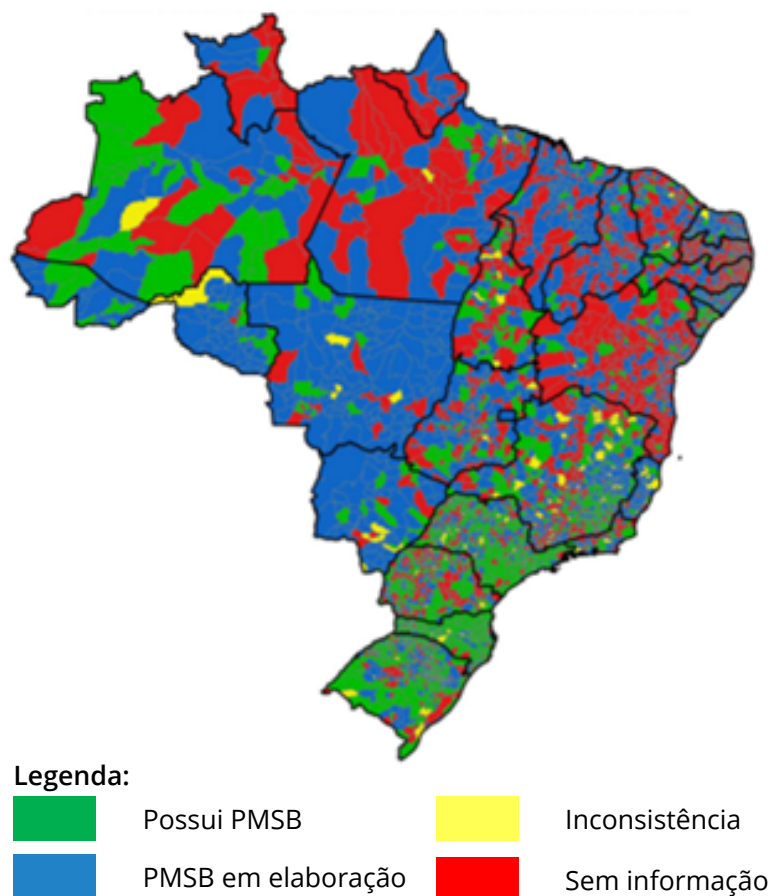 Legenda:
Possui PMSB
Inconsistência
PMSB em elaboração
Sem informação